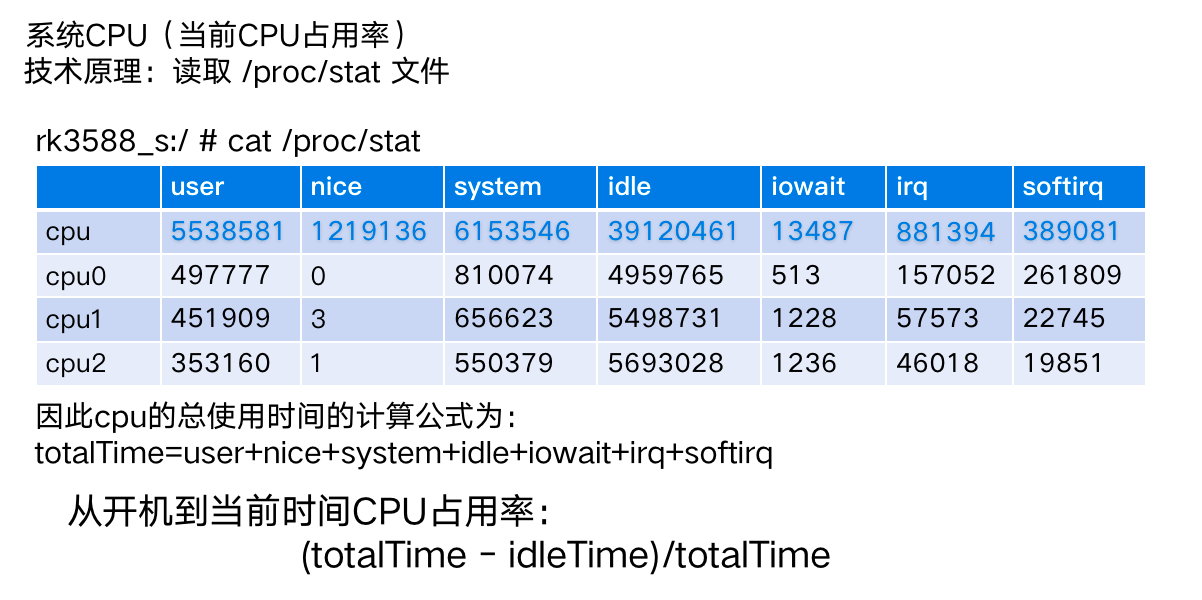 系统CPU（当前CPU占用率）
技术原理：读取 /proc/stat 文件
rk3588_s:/ # cat /proc/stat
user nice system idle iowait irq softirq
cpu 5538581 1219136 6153546 39120461 13487 881394 389081
cpu0 497777 0 810074 4959765 513 157052 261809
cpu1 451909 3 656623 5498731 1228 57573 22745
cpu2 353160 1 550379 5693028 1236 46018 19851
因此cpu的总使用时间的计算公式为：
totalTime=user+nice+system+idle+iowait+irq+softirq
从开机到当前时间CPU占用率：
(totalTime - idleTime)/totalTime